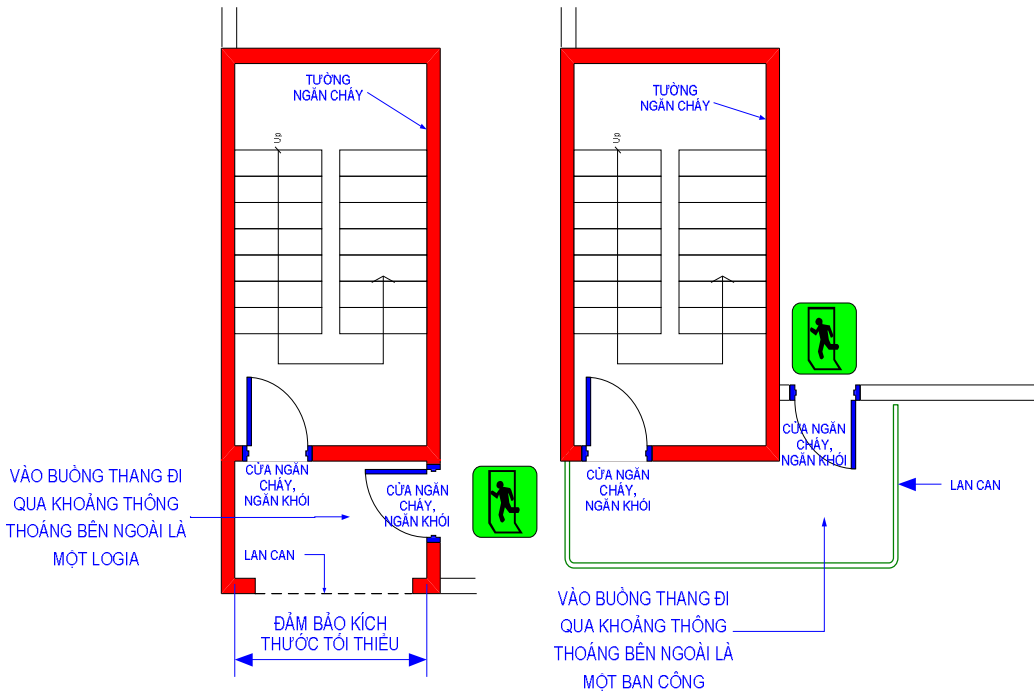 TƯỜNG
NGĂN CHÁY
Up
CỬA NGĂN
CHÁY,
NGĂN KHÓI
CỬA NGĂN
CHÁY,
NGĂN KHÓI
VÀO BUỒNG THANG ĐI
QUA KHOẢNG THÔNG
THOÁNG BÊN NGOÀI LÀ
MỘT LOGIA
LAN CAN
ĐẢM BẢO KÍCH
THƯỚC TỐI THIỂU
TƯỜNG
NGĂN CHÁY
Up
CỬA NGĂN
CHÁY,
NGĂN KHÓI
CỬA NGĂN
CHÁY,
NGĂN KHÓI
LAN CAN
VÀO BUỒNG THANG ĐI
QUA KHOẢNG THÔNG
THOÁNG BÊN NGOÀI LÀ
MỘT BAN CÔNG